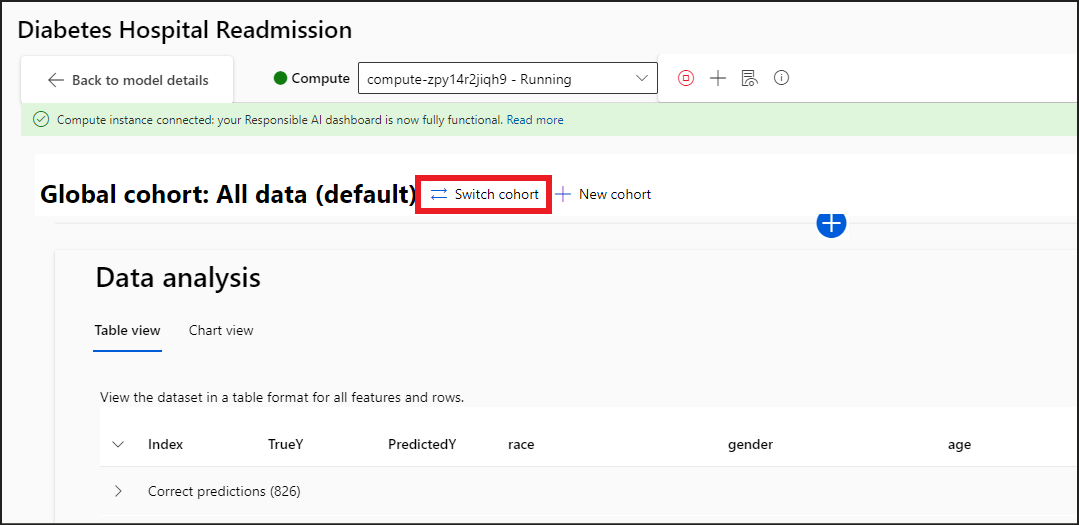 Diabetes Hospital Readmission
Back to model details Compute compute-zpy14r2jiqh9 - Running
Compute instance connected: your Responsible AI dashboard is now fully functional. Read more
Global cohort: All data (default) Switch cohort New cohort
Data analysis
Table view Chart view
View the dataset in a table format for all features and rows.
Index TrueY PredictedY race gender age
Correct predictions (826)